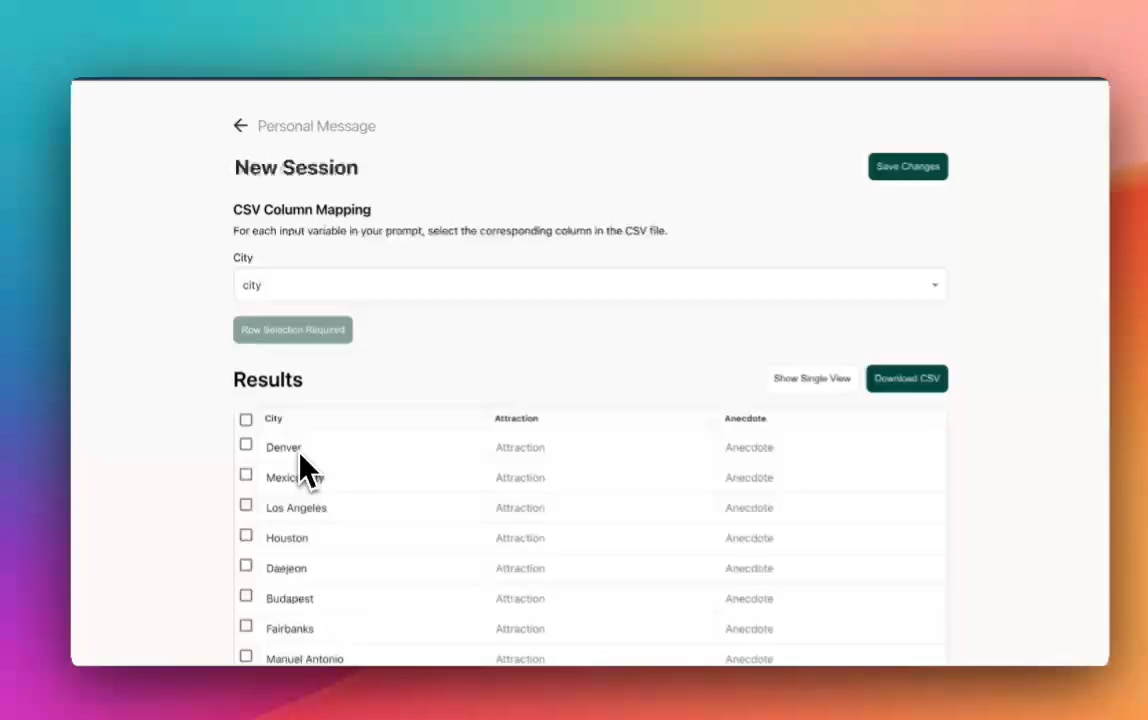 Personal Message
New Session
Save Changes
CSV Column Mapping
For each input variable in your prompt, select the corresponding column in the CSV file.
City
city
Row Selection Required
Results
Show Single View
Download CSV
City Attraction Anecdote
Denver Attraction Anecdote
Mexico City Attraction Anecdote
Los Angeles Attraction Anecdote
Houston Attraction Anecdote
Daejeon Attraction Anecdote
Budapest Attraction Anecdote
Fairbanks Attraction Anecdote
Manuel Antonio Attraction Anecdote